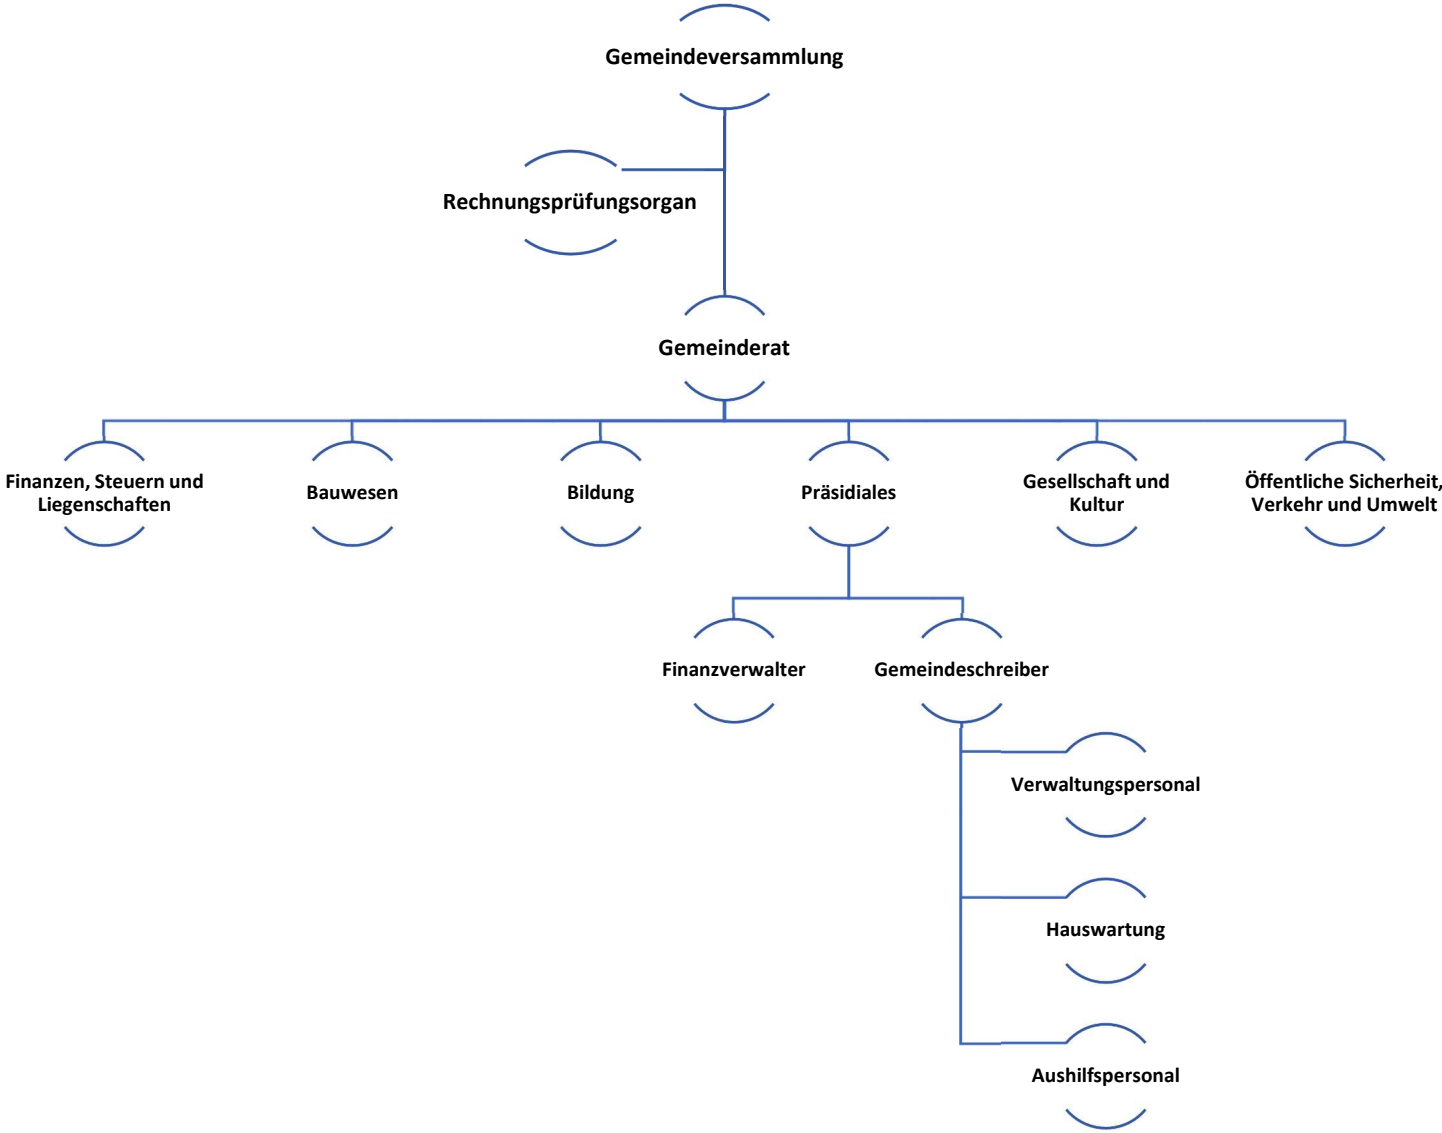 Gemeindeversammlung
Rechnungsprüfungsorgan
Gemeinderat
Finanzen, Steuern und
Liegenschaften
Bauwesen
Bildung
Präsidiales
Gesellschaft und
Kultur
Öffentliche Sicherheit,
Verkehr und Umwelt
Finanzverwalter
Gemeindeschreiber
Verwaltungspersonal
Hauswartung
Aushilfspersonal